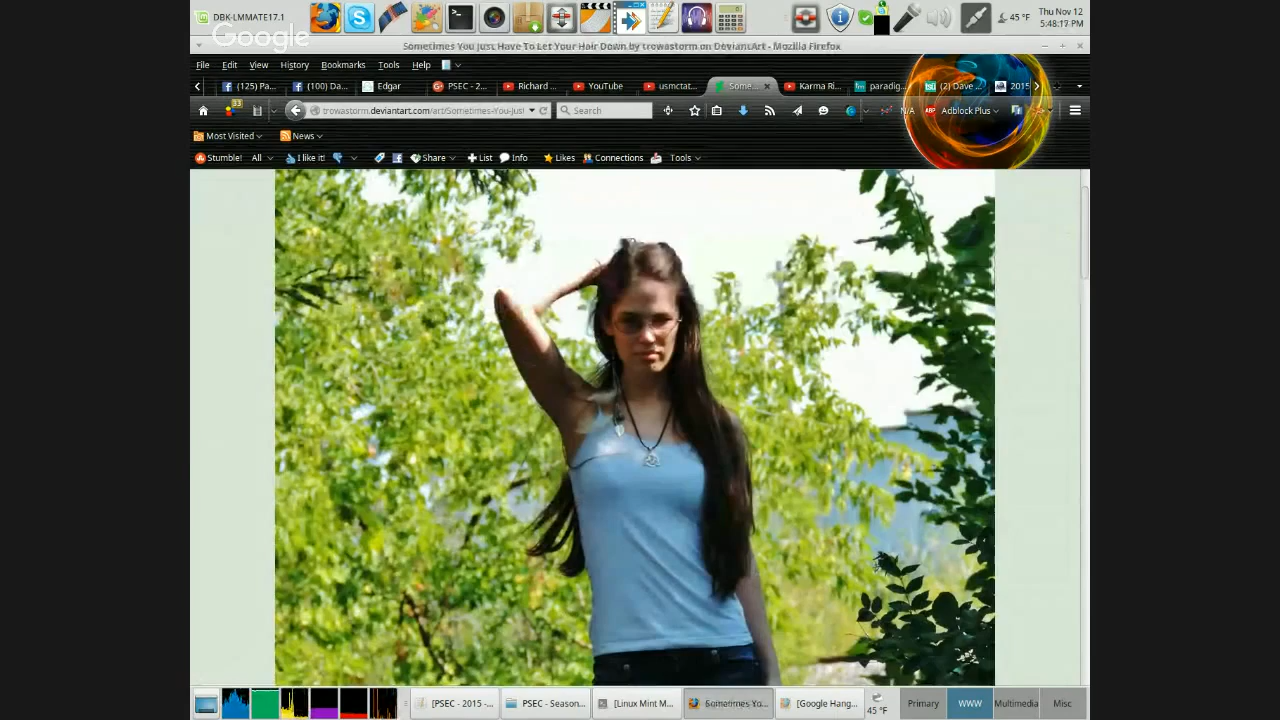 DBK-LMMATE17.1
Google
45 °F
Thu Nov 12
5:48:17 PM
Sometimes You Just Have To Let Your Hair Down by trowastorm on DeviantArt - Mozilla Firefox
File Edit View History Bookmarks Tools Help
(125) Pa... (100) Da... Edgar PSEC - 2... Richard ... YouTube usmctat... Some... Karma Ri... paradig (2) Dave 2015
33 trowastorm.deviantart.com/art/Sometimes-You-Jus Search N/A ABP Adblock Plus
Most Visited News
Stumble! All I like it! Share List Info Likes Connections Tools
[PSEC - 2015 -... PSEC - Season... [Linux Mint M... Sometimes Yo... [Google Hang... 45 °F Primary WWW Multimedia Misc